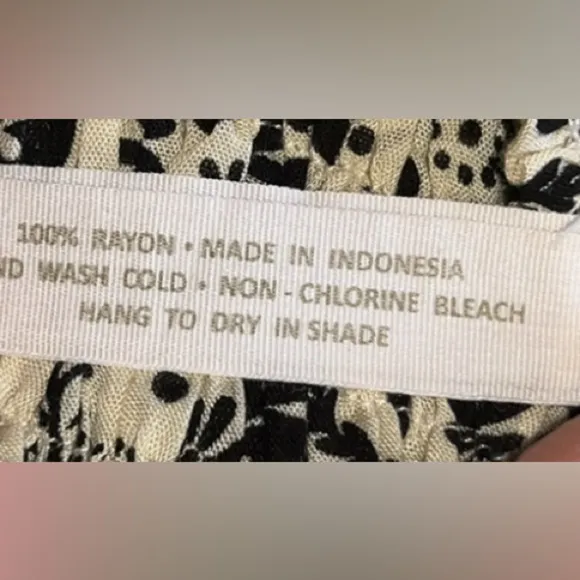 100% RAYON • MADE IN INDONESIA
ND WASH COLD • NON - CHLORINE BLEACH
HANG TO DRY IN SHADE